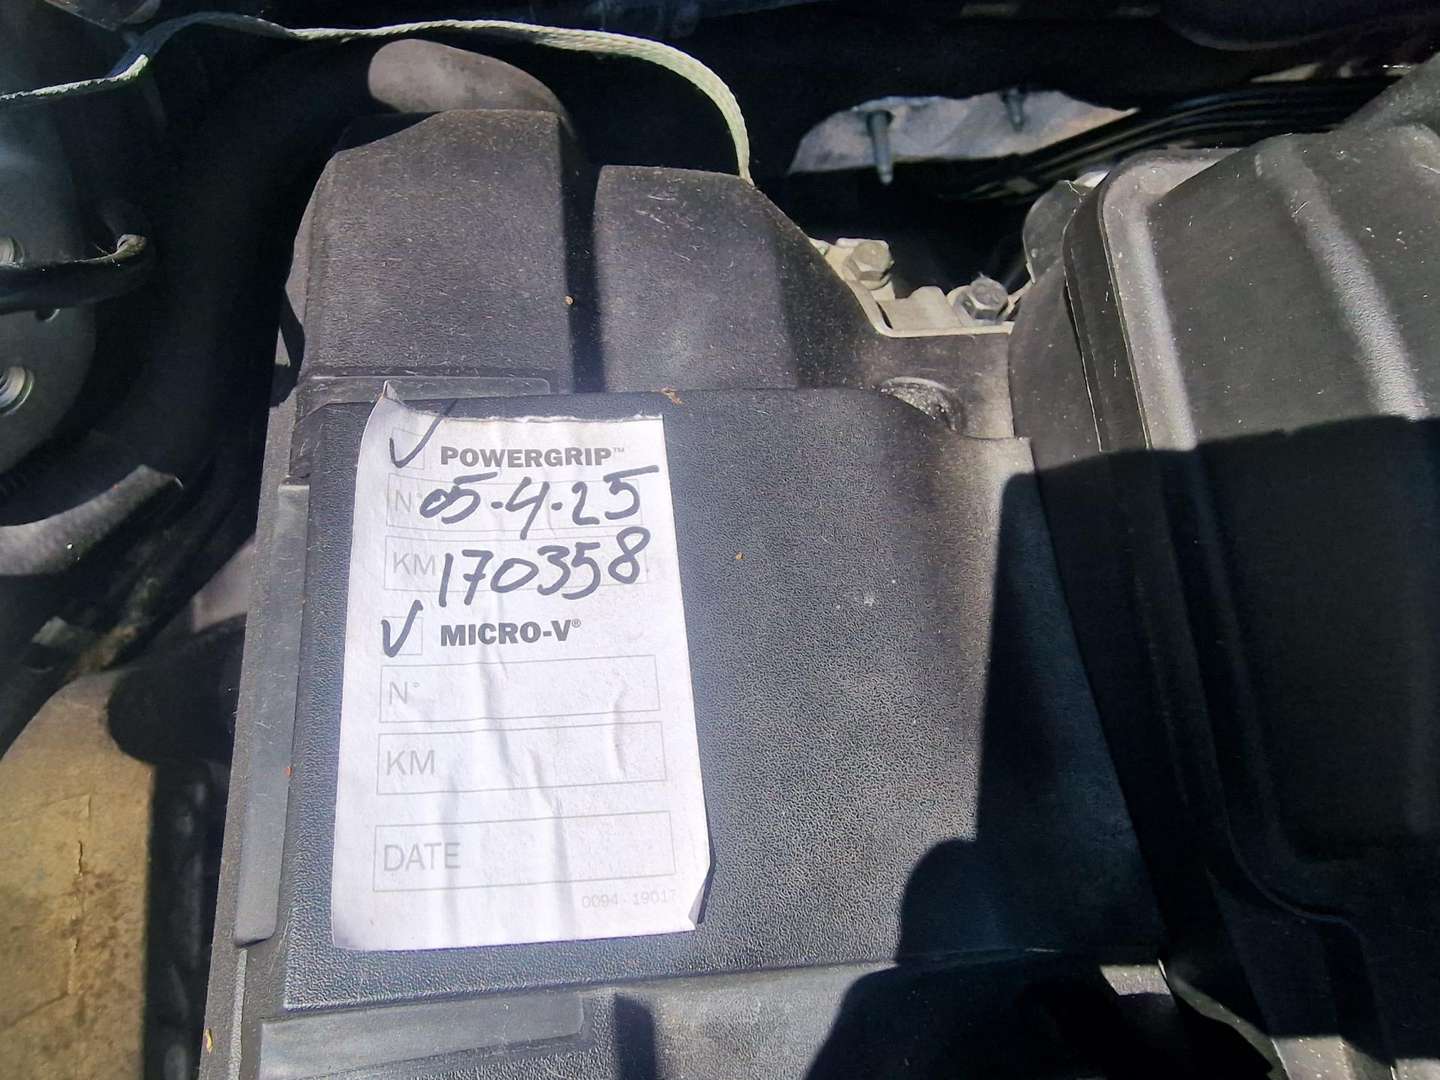 ✓ POWERGRIP™
N° 05-4-25
KM 170358
✓ MICRO-V®
N°
KM
DATE
0094-19017